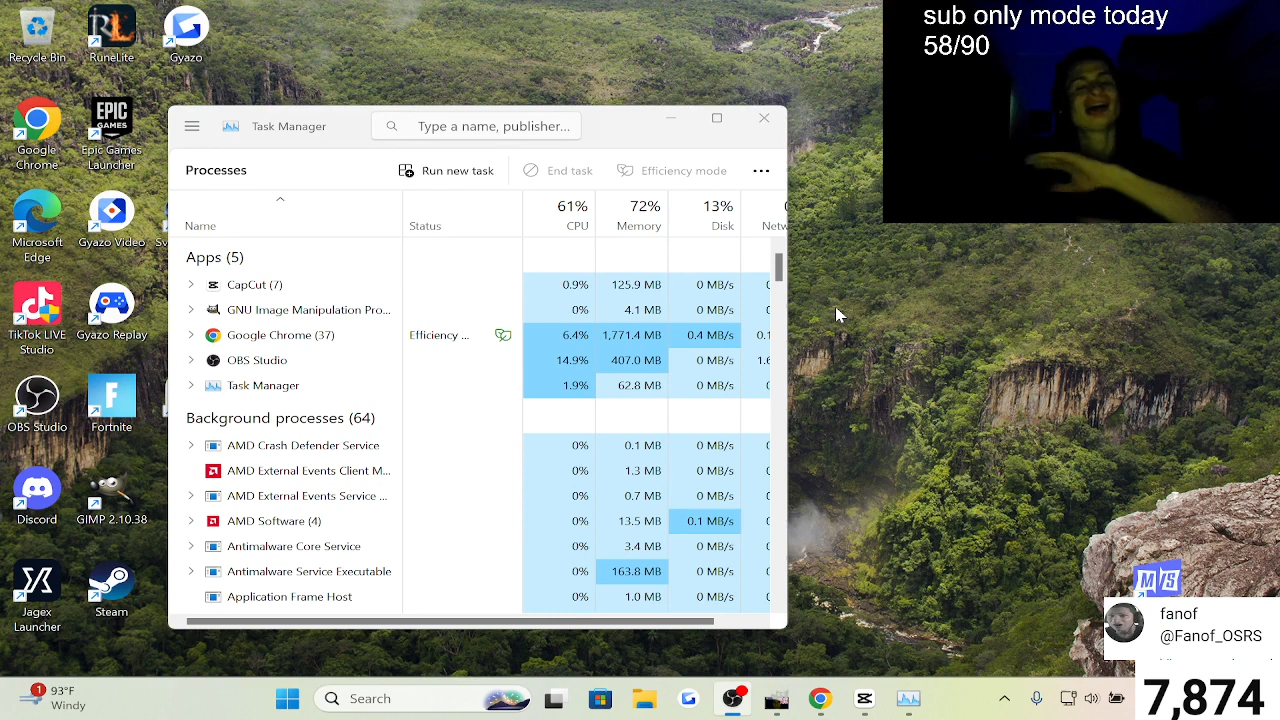 sub only mode today
58/90
Recycle Bin
RuneLite
Gyazo
Google
Chrome
EPIC
GAMES
Epic Games
Launcher
Microsoft
Edge
Gyazo Video
Sv
TikTok LIVE
Studio
Gyazo Replay
OBS Studio
Fortnite
Discord
GIMP 2.10.38
Jagex
Launcher
Steam
Task Manager
Type a name, publisher...
Processes
Run new task
End task
Efficiency mode
61%
72%
13%
Name
Status
CPU
Memory
Disk
Netw
Apps (5)
CapCut (7) 0.9% 125.9 MB 0 MB/s
GNU Image Manipulation Pro... 0% 4.1 MB 0 MB/s
Google Chrome (37) Efficiency ... 6.4% 1,771.4 MB 0.4 MB/s 0.1
OBS Studio 14.9% 407.0 MB 0 MB/s 1.6
Task Manager 1.9% 62.8 MB 0 MB/s
Background processes (64)
AMD Crash Defender Service 0% 0.1 MB 0 MB/s
AMD External Events Client M... 0% 1.3 MB 0 MB/s
AMD External Events Service ... 0% 0.7 MB 0 MB/s
AMD Software (4) 0% 13.5 MB 0.1 MB/s
Antimalware Core Service 0% 3.4 MB 0 MB/s
Antimalware Service Executable 0% 163.8 MB 0 MB/s
Application Frame Host 0% 1.0 MB 0 MB/s
M/S
fanof
@Fanof_OSRS
7,874
1
93°F
Windy
Search